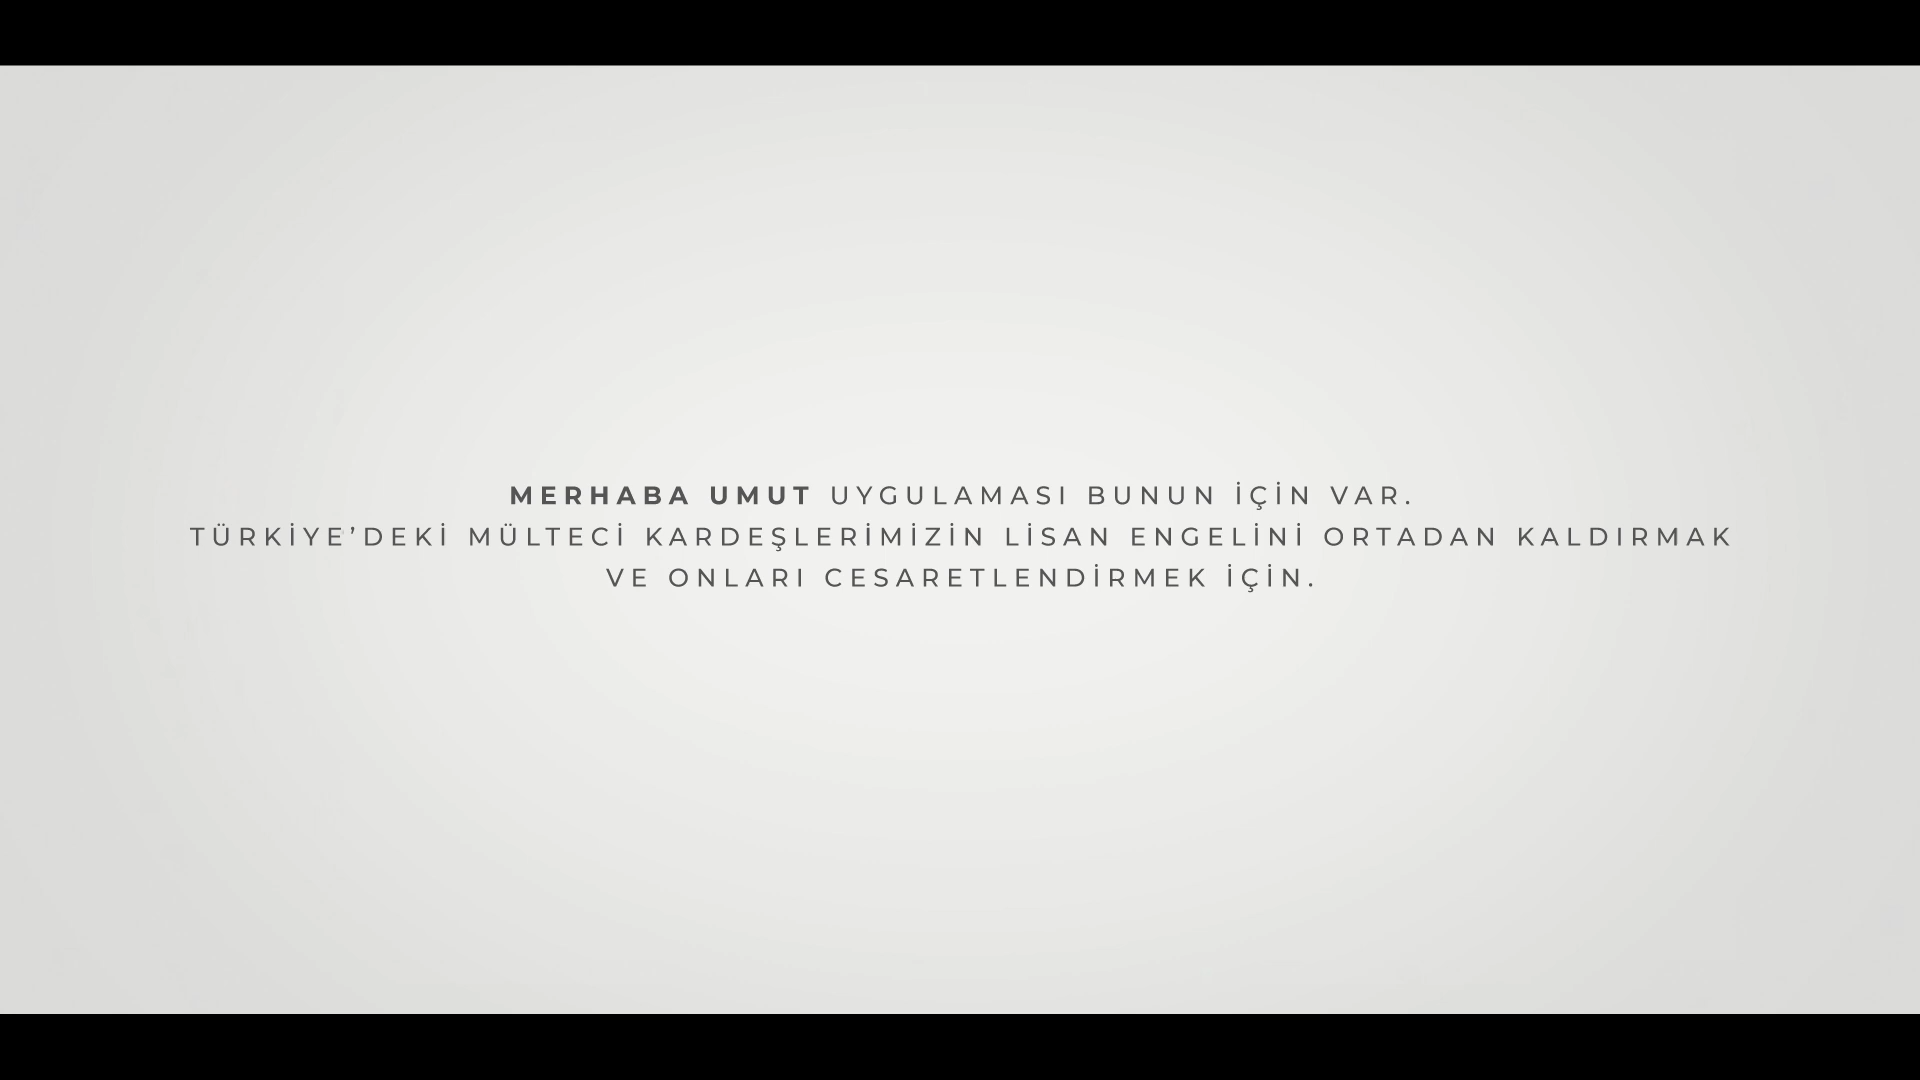 MERHABA UMUT UYGULAMASI BUNUN İÇİN VAR.
TÜRKİYE’DEKİ MÜLTECİ KARDEŞLERİMİZİN LİSAN ENGELİNİ ORTADAN KALDIRMAK
VE ONLARI CESARETLENDİRMEK İÇİN.